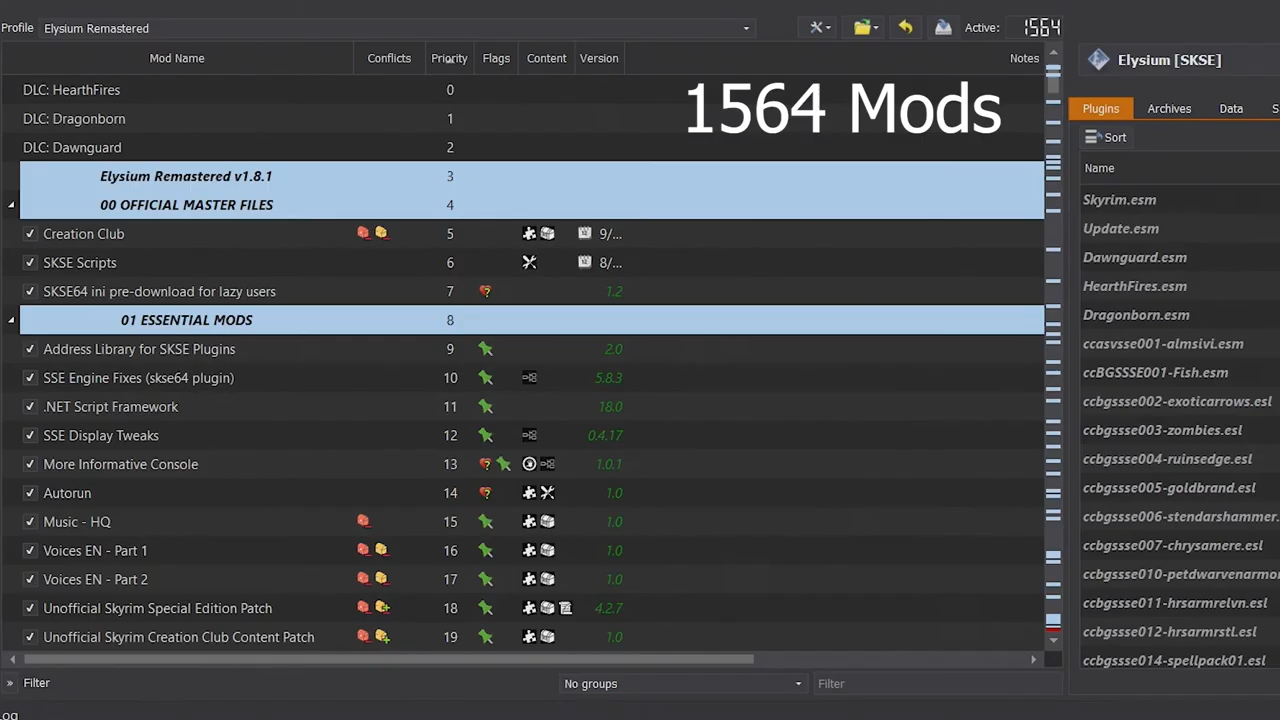 Profile Elysium Remastered Active: 1564
Mod Name Conflicts Priority Flags Content Version Notes
DLC: HearthFires 0
DLC: Dragonborn 1
DLC: Dawnguard 2
Elysium Remastered v1.8.1 3
00 OFFICIAL MASTER FILES 4
Creation Club 5 9/...
SKSE Scripts 6 8/...
SKSE64 ini pre-download for lazy users 7 1.2
01 ESSENTIAL MODS 8
Address Library for SKSE Plugins 9 2.0
SSE Engine Fixes (skse64 plugin) 10 5.8.3
.NET Script Framework 11 18.0
SSE Display Tweaks 12 0.4.17
More Informative Console 13 1.0.1
Autorun 14 1.0
Music - HQ 15 1.0
Voices EN - Part 1 16 1.0
Voices EN - Part 2 17 1.0
Unofficial Skyrim Special Edition Patch 18 4.2.7
Unofficial Skyrim Creation Club Content Patch 19 1.0
Filter No groups Filter
og
1564 Mods
Elysium [SKSE]
Plugins Archives Data S
Sort
Name
Skyrim.esm
Update.esm
Dawnguard.esm
HearthFires.esm
Dragonborn.esm
ccasvsse001-almsivi.esm
ccBGSSSE001-Fish.esm
ccbgssse002-exoticarrows.esl
ccbgssse003-zombies.esl
ccbgssse004-ruinsedge.esl
ccbgssse005-goldbrand.esl
ccbgssse006-stendarshammer.
ccbgssse007-chrysamere.esl
ccbgssse010-petdwarvenarmo
ccbgssse011-hrsarmrelvn.esl
ccbgssse012-hrsarmrstl.esl
ccbgssse014-spellpack01.esl